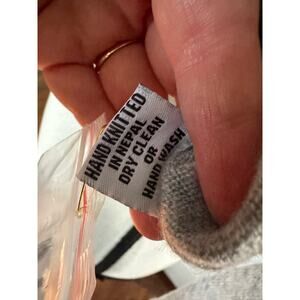 HAND KNITTED
IN NEPAL
DRY CLEAN
OR
HAND WASH